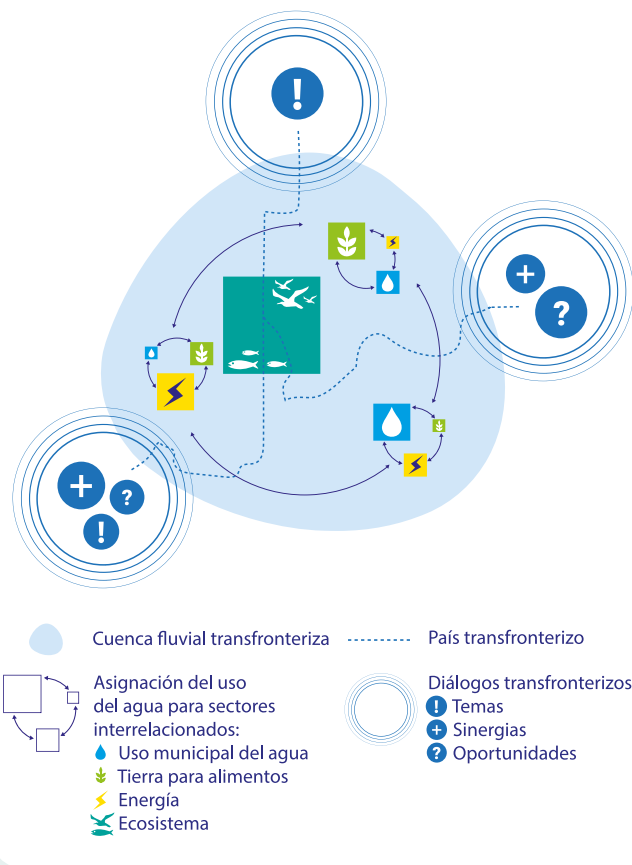 !
+
?
+
?
!
Cuenca fluvial transfronteriza
País transfronterizo
Asignación del uso
del agua para sectores
interrelacionados:
Uso municipal del agua
Tierra para alimentos
Energía
Ecosistema
Diálogos transfronterizos
! Temas
+ Sinergias
? Oportunidades